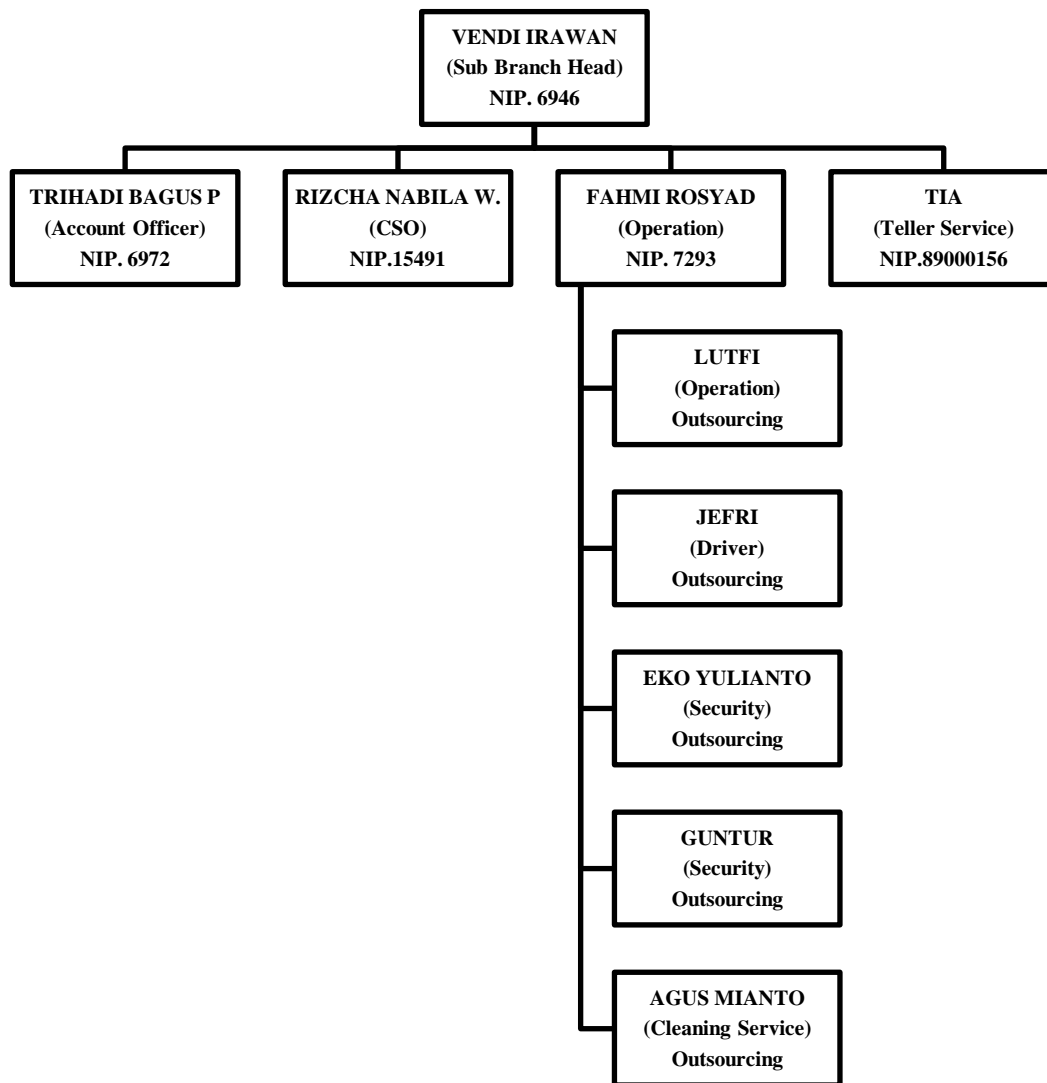 VENDI IRAWAN
(Sub Branch Head)
NIP. 6946
TRIHADI BAGUS P
(Account Officer)
NIP. 6972
RIZCHA NABILA W.
(CSO)
NIP.15491
FAHMI ROSYAD
(Operation)
NIP. 7293
TIA
(Teller Service)
NIP.89000156
LUTFI
(Operation)
Outsourcing
JEFRI
(Driver)
Outsourcing
EKO YULIANTO
(Security)
Outsourcing
GUNTUR
(Security)
Outsourcing
AGUS MIANTO
(Cleaning Service)
Outsourcing